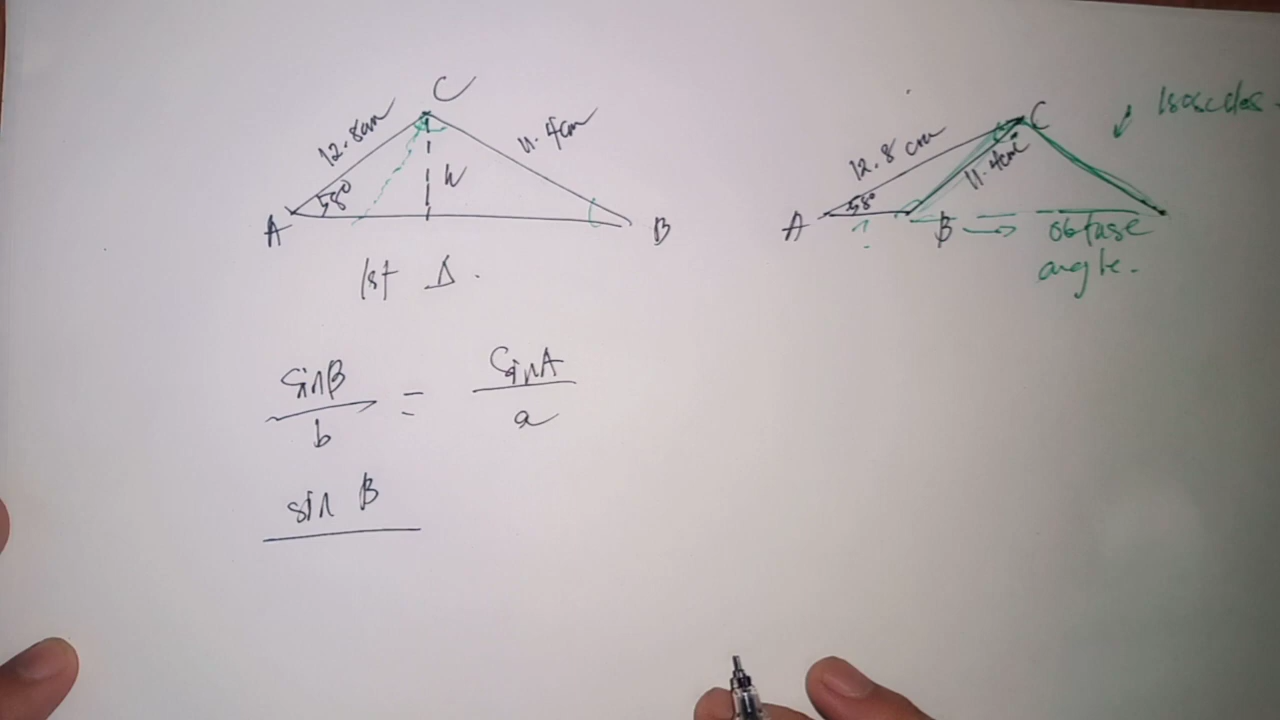 C
12.8cm
11.4cm
h
58°
A
B
1st Δ.
C
Isosceles
12.8 cm
11.4cm
58°
A
?
B → obtuse
angle.
sinB / b = sinA / a
sin B